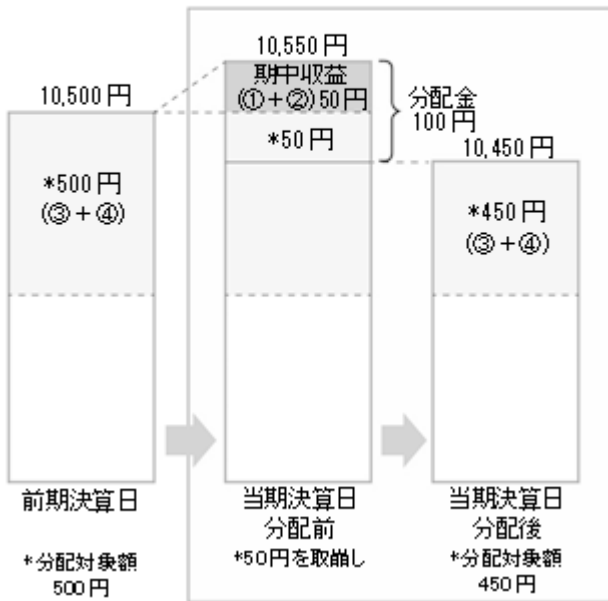 10,500円
*500円
(③+④)
前期決算日
*分配対象額
500円
10,550円
期中収益
(①+②)50円
*50円
分配金
100円
当期決算日
分配前
*50円を取崩し
10,450円
*450円
(③+④)
当期決算日
分配後
*分配対象額
450円